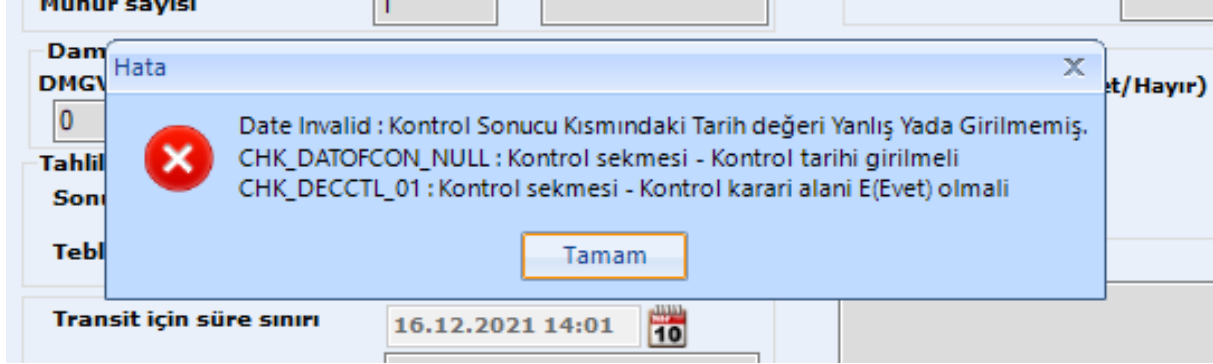 Mühür sayısı
1
Dam
DMGV
et/Hayır)
0
Hata
Date Invalid : Kontrol Sonucu Kısmındaki Tarih değeri Yanlış Yada Girilmemiş.
CHK_DATOFCON_NULL : Kontrol sekmesi - Kontrol tarihi girilmeli
CHK_DECCTL_01 : Kontrol sekmesi - Kontrol karari alani E(Evet) olmali
Tamam
Tahlil
Son
Tebl
Transit için süre sınırı
16.12.2021 14:01
10